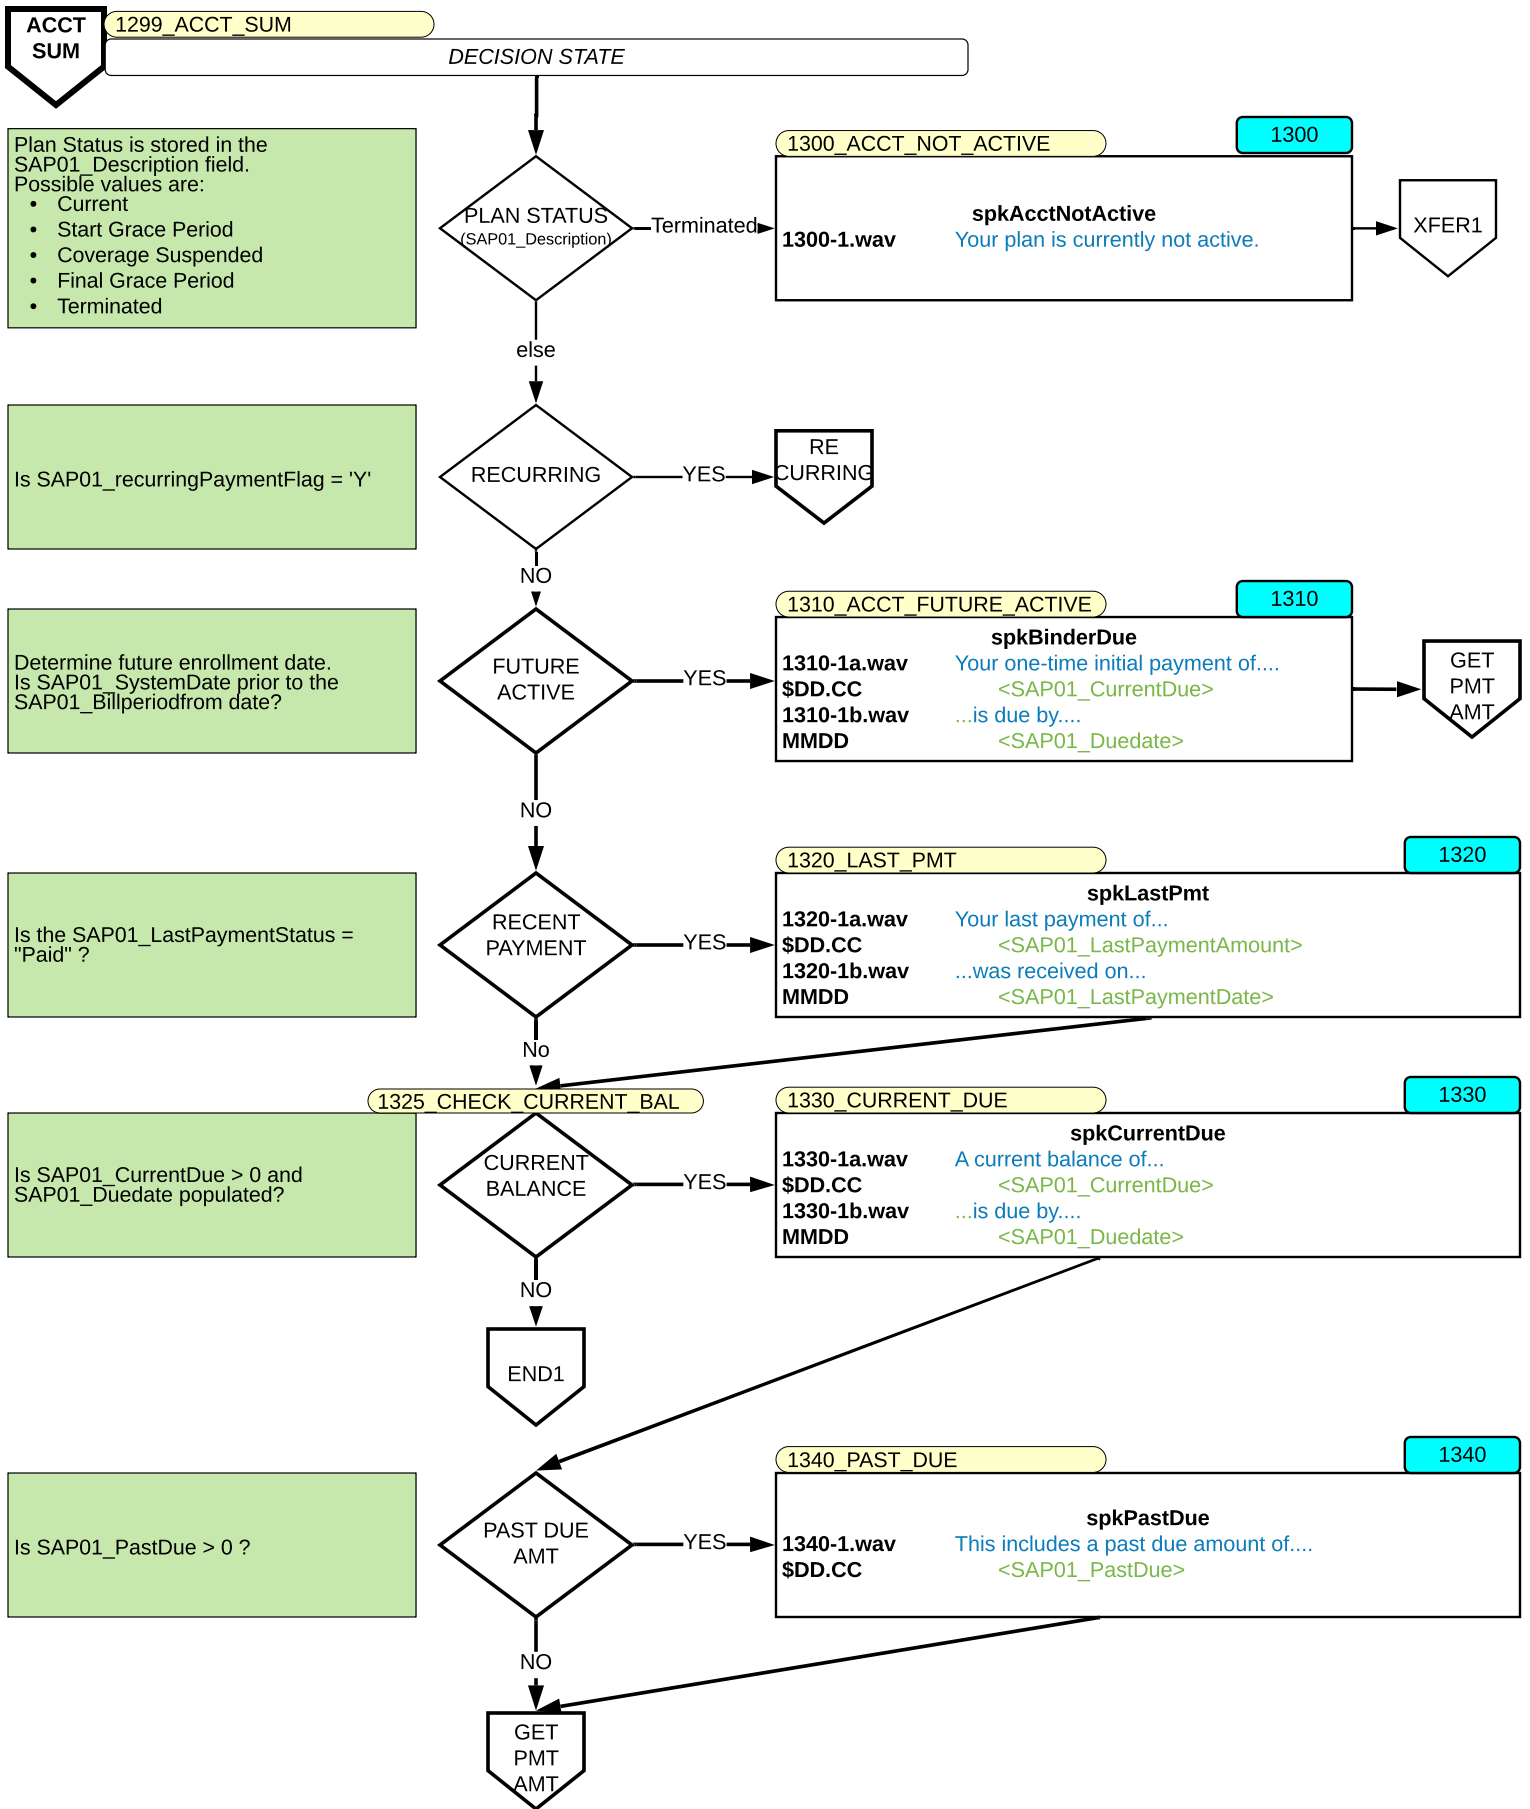 ACCT
SUM
1299_ACCT_SUM
DECISION STATE
Plan Status is stored in the
SAP01_Description field.
Possible values are:
• Current
• Start Grace Period
• Coverage Suspended
• Final Grace Period
• Terminated
PLAN STATUS
(SAP01_Description)
Terminated
1300_ACCT_NOT_ACTIVE
1300
spkAcctNotActive
1300-1.wav Your plan is currently not active.
XFER1
else
Is SAP01_recurringPaymentFlag = 'Y'
RECURRING
YES
RE
CURRING
NO
Determine future enrollment date.
Is SAP01_SystemDate prior to the
SAP01_Billperiodfrom date?
FUTURE
ACTIVE
YES
1310_ACCT_FUTURE_ACTIVE
1310
spkBinderDue
1310-1a.wav Your one-time initial payment of....
$DD.CC <SAP01_CurrentDue>
1310-1b.wav ...is due by....
MMDD <SAP01_Duedate>
GET
PMT
AMT
NO
Is the SAP01_LastPaymentStatus =
"Paid" ?
RECENT
PAYMENT
YES
1320_LAST_PMT
1320
spkLastPmt
1320-1a.wav Your last payment of...
$DD.CC <SAP01_LastPaymentAmount>
1320-1b.wav ...was received on...
MMDD <SAP01_LastPaymentDate>
No
1325_CHECK_CURRENT_BAL
Is SAP01_CurrentDue > 0 and
SAP01_Duedate populated?
CURRENT
BALANCE
YES
1330_CURRENT_DUE
1330
spkCurrentDue
1330-1a.wav A current balance of...
$DD.CC <SAP01_CurrentDue>
1330-1b.wav ...is due by....
MMDD <SAP01_Duedate>
NO
END1
Is SAP01_PastDue > 0 ?
PAST DUE
AMT
YES
1340_PAST_DUE
1340
spkPastDue
1340-1.wav This includes a past due amount of....
$DD.CC <SAP01_PastDue>
NO
GET
PMT
AMT